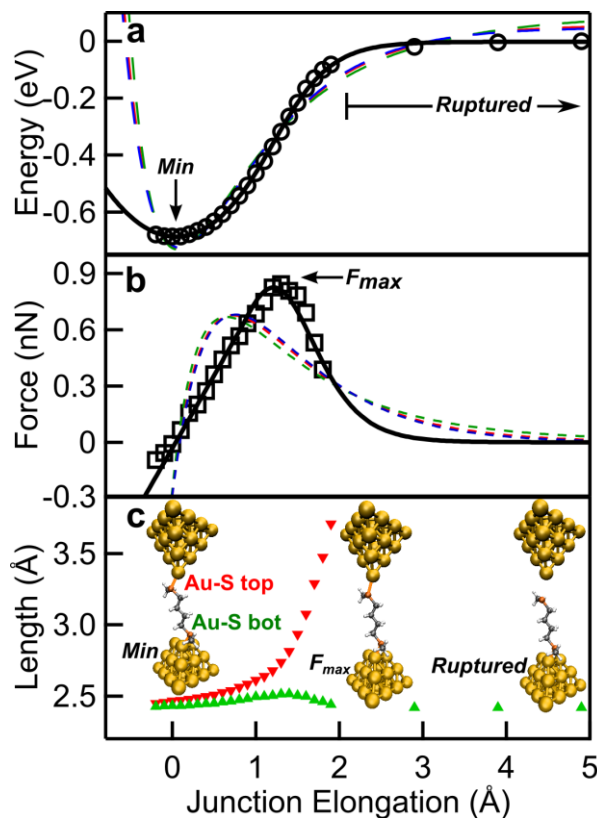 a
0
-0.2
-0.4
-0.6
Energy (eV)
Min
Ruptured
b
0.9
0.6
0.3
0
-0.3
Force (nN)
Fmax
c
3.5
3.0
2.5
Length (Å)
Au-S top
Au-S bot
Min
Fmax
Ruptured
0 1 2 3 4 5
Junction Elongation (Å)